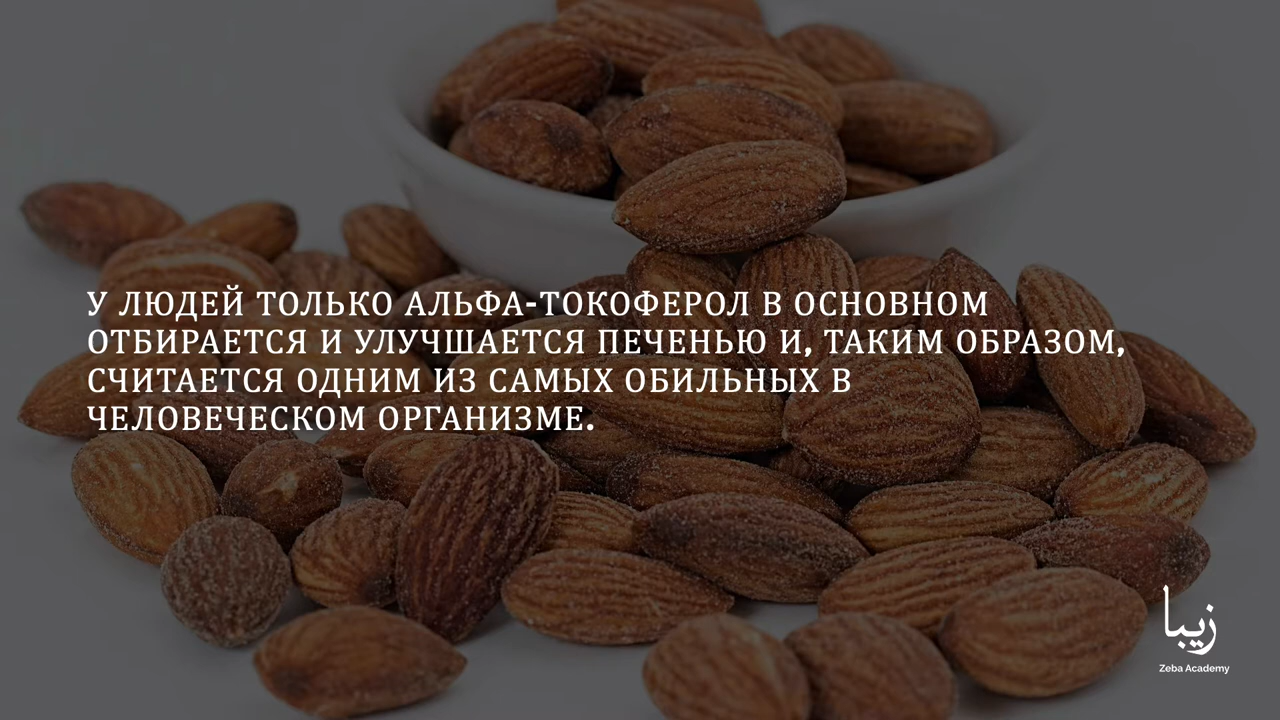 У ЛЮДЕЙ ТОЛЬКО АЛЬФА-ТОКОФЕРОЛ В ОСНОВНОМ
ОТБИРАЕТСЯ И УЛУЧШАЕТСЯ ПЕЧЕНЬЮ И, ТАКИМ ОБРАЗОМ,
СЧИТАЕТСЯ ОДНИМ ИЗ САМЫХ ОБИЛЬНЫХ В
ЧЕЛОВЕЧЕСКОМ ОРГАНИЗМЕ.
زيبا
Zeba Academy